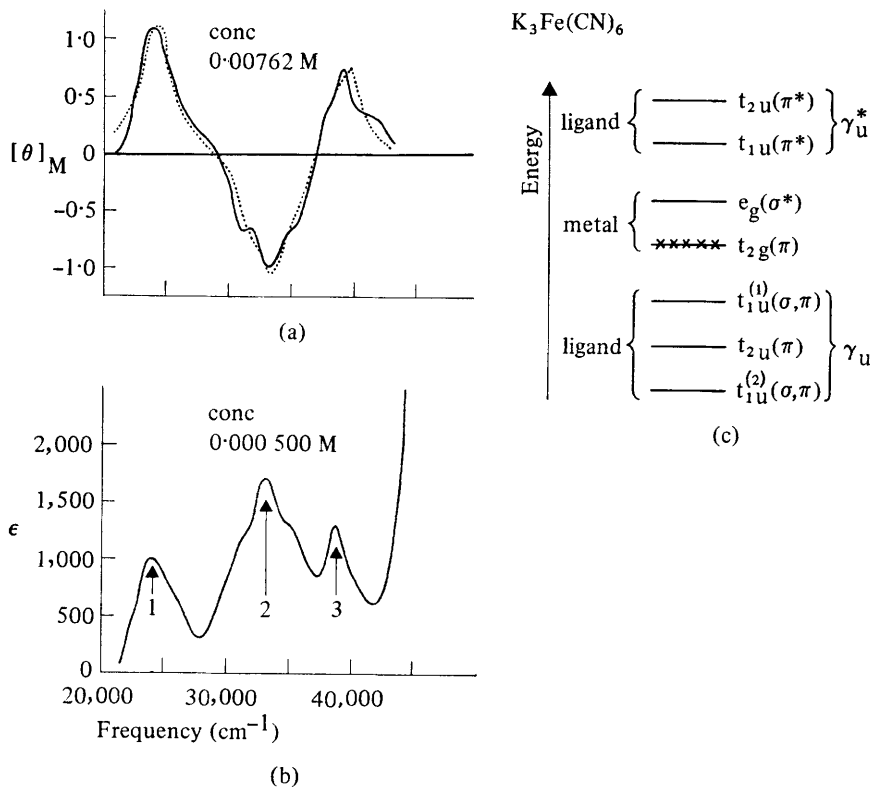 1·0
0·5
0
−0·5
−1·0
[θ]M
conc
0·00762 M
(a)
conc
0·000 500 M
2,000
1,500
1,000
500
0
ϵ
1
2
3
20,000
30,000
40,000
Frequency (cm⁻¹)
(b)
K₃Fe(CN)₆
Energy
ligand
t₂ᵤ(π*)
t₁ᵤ(π*)
γᵤ*
metal
e_g(σ*)
t₂g(π)
ligand
t₁ᵤ⁽¹⁾(σ,π)
t₂ᵤ(π)
t₁ᵤ⁽²⁾(σ,π)
γᵤ
(c)